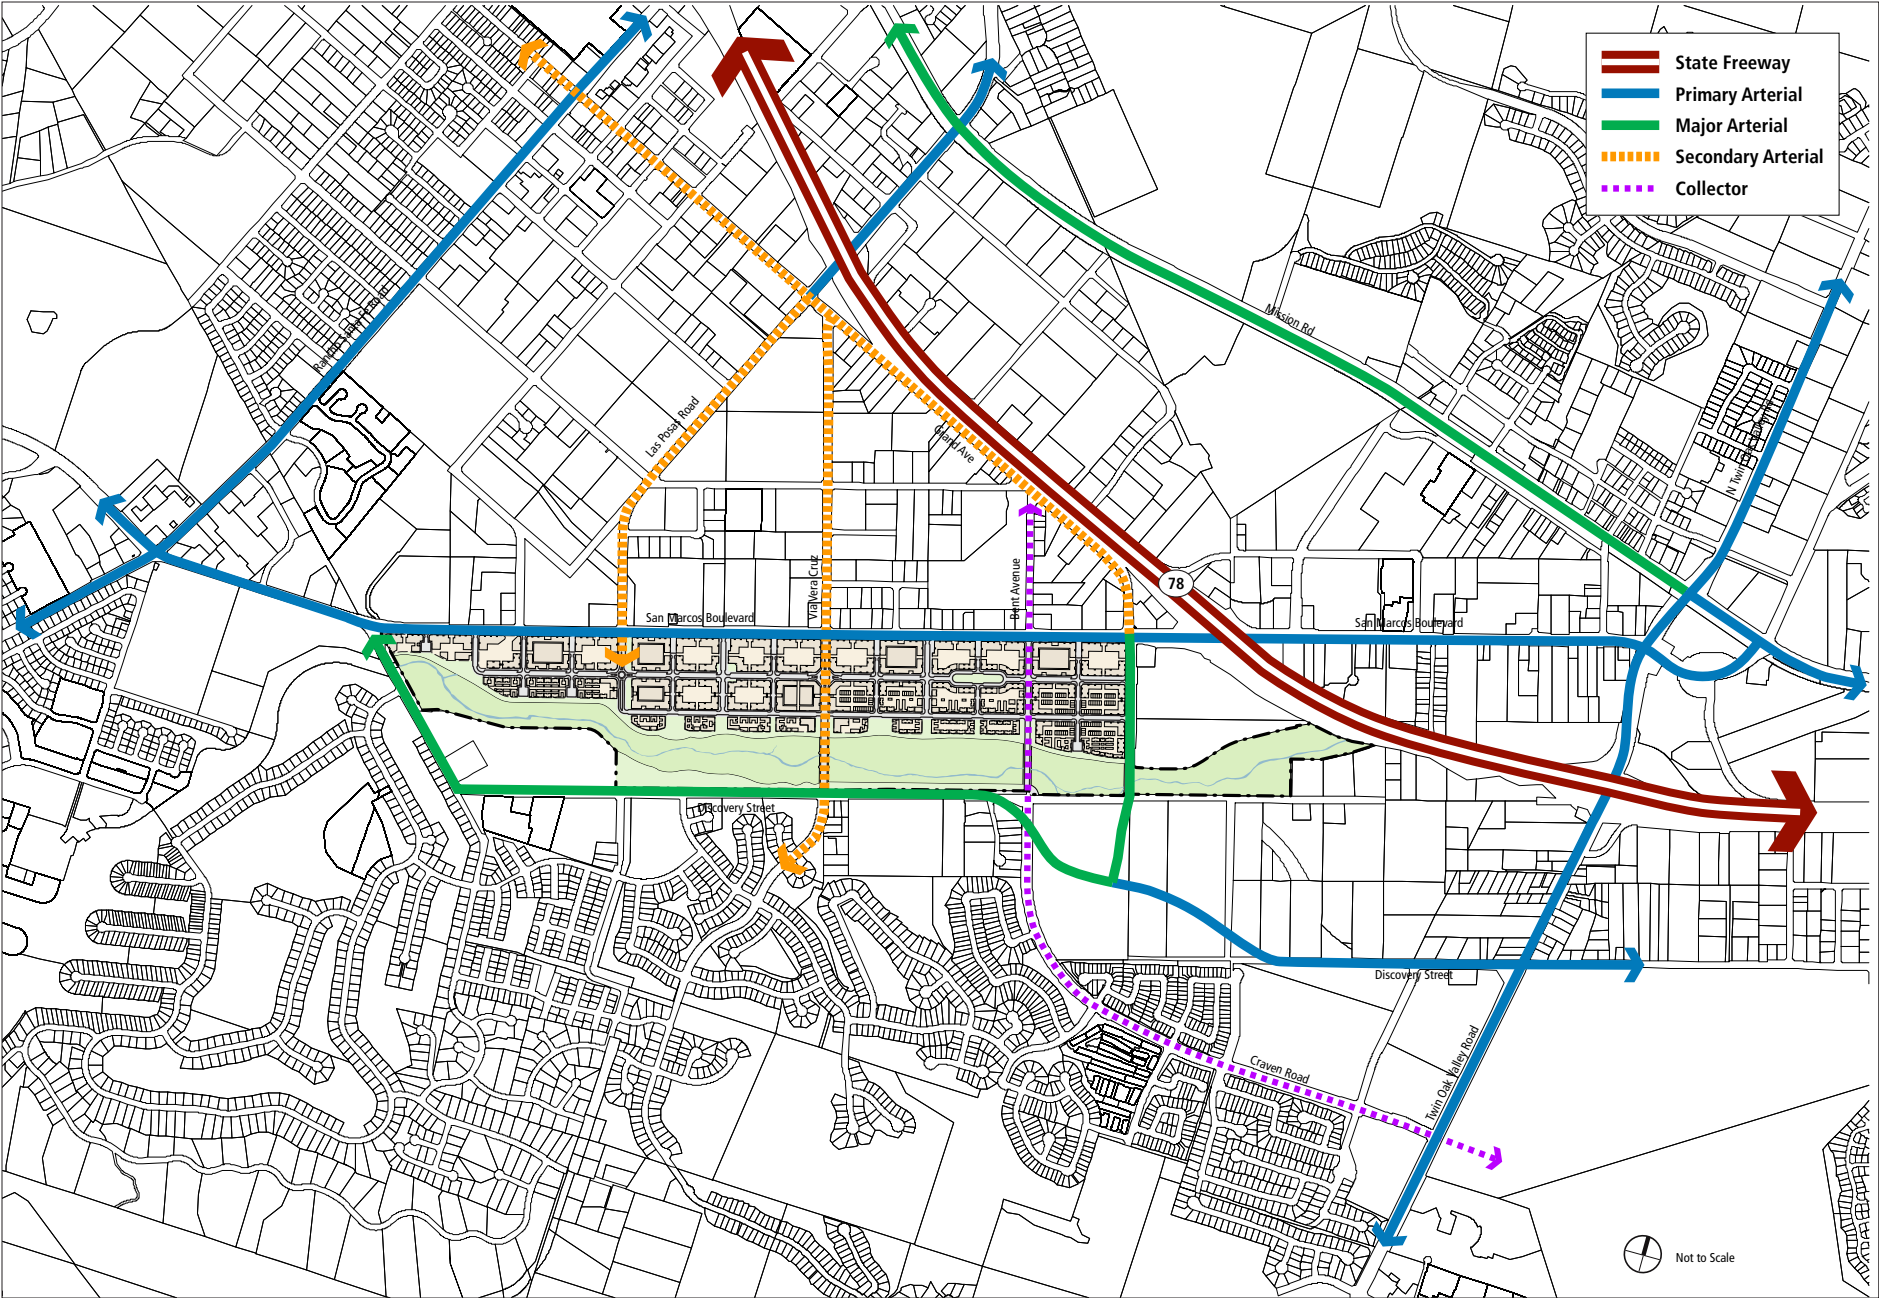 State Freeway
Primary Arterial
Major Arterial
Secondary Arterial
Collector
Mission Rd
Las Posas Road
Grand Ave
N Twin
Via Vera Cruz
Bent Avenue
78
San Marcos Boulevard
San Marcos Boulevard
Discovery Street
Discovery Street
Craven Road
Twin Oak Valley Road
Not to Scale